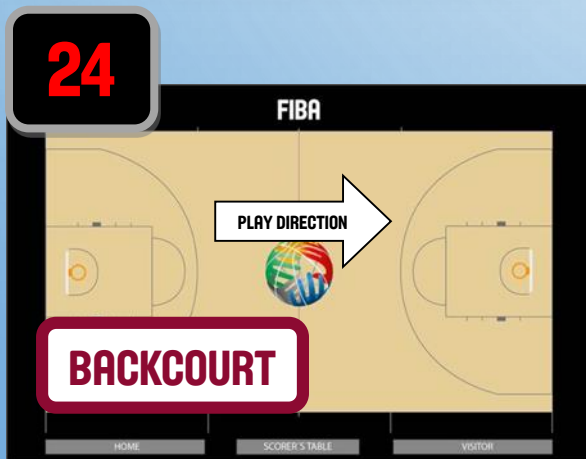 24
FIBA
PLAY DIRECTION
BACKCOURT
HOME
SCORER'S TABLE
VISITOR